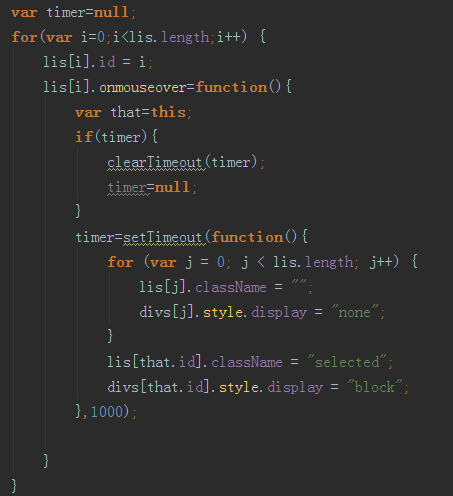 var timer=null;
for(var i=0;i<lis.length;i++) {
    lis[i].id = i;
    lis[i].onmouseover=function(){
        var that=this;
        if(timer){
            clearTimeout(timer);
            timer=null;
        }
        timer=setTimeout(function(){
            for (var j = 0; j < lis.length; j++) {
                lis[j].className = "";
                divs[j].style.display = "none";
            }
            lis[that.id].className = "selected";
            divs[that.id].style.display = "block";
        },1000);
    }
}